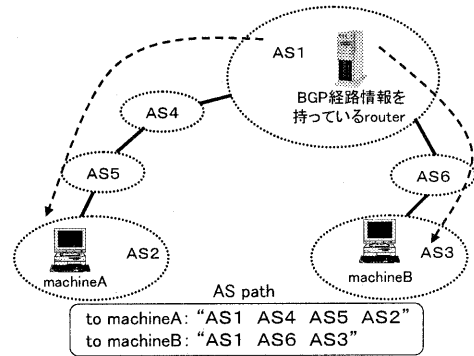 AS1
BGP経路情報を
持っているrouter
AS4
AS5
AS6
AS2
machineA
AS3
machineB
AS path
to machineA: “AS1 AS4 AS5 AS2”
to machineB: “AS1 AS6 AS3”